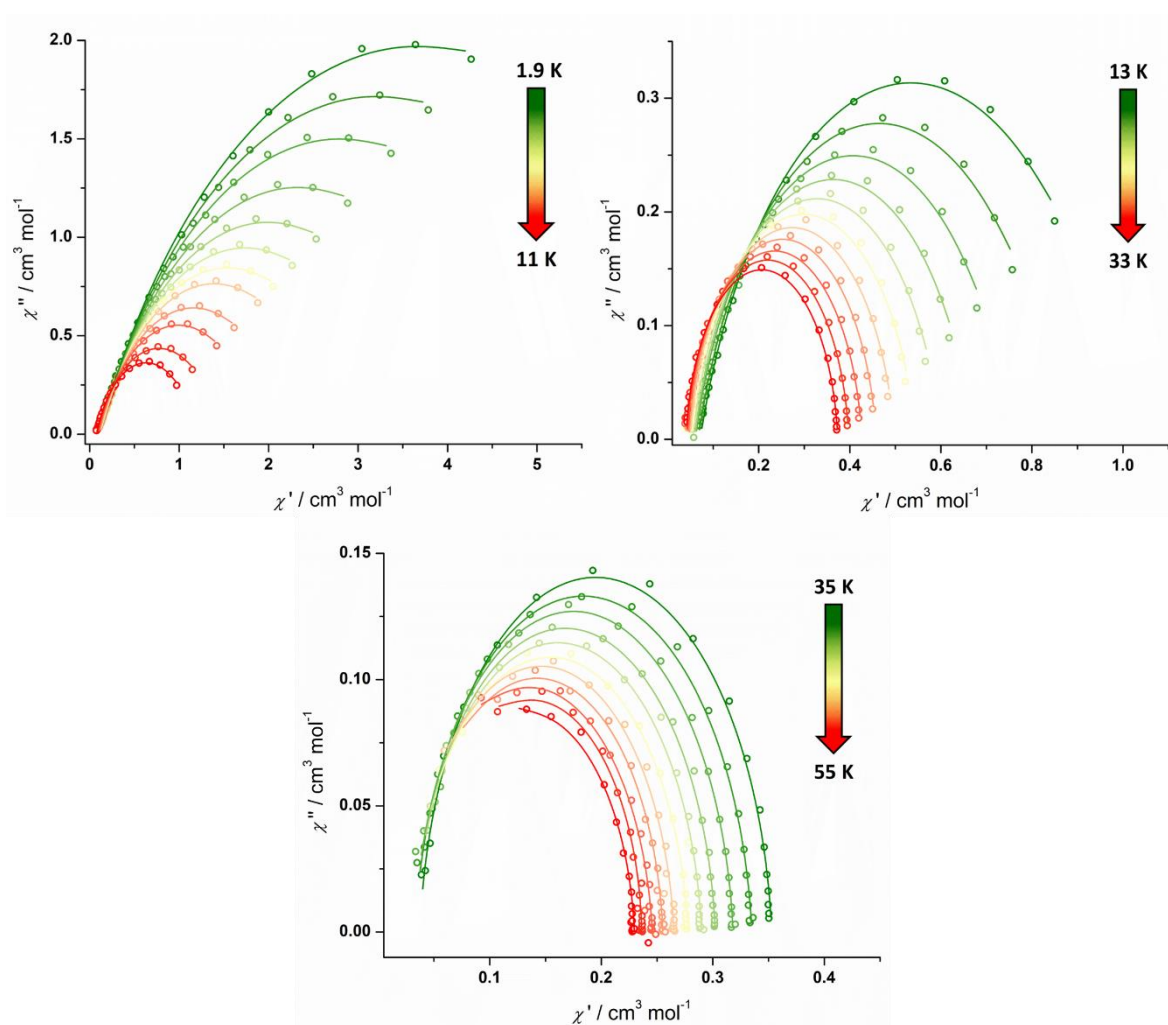 2.0
1.5
1.0
0.5
0.0
χ'' / cm³ mol⁻¹
0 1 2 3 4 5
χ' / cm³ mol⁻¹
1.9 K
11 K
0.3
0.2
0.1
0.0
χ'' / cm³ mol⁻¹
0.2 0.4 0.6 0.8 1.0
χ' / cm³ mol⁻¹
13 K
33 K
0.15
0.10
0.05
0.00
χ'' / cm³ mol⁻¹
0.1 0.2 0.3 0.4
χ' / cm³ mol⁻¹
35 K
55 K